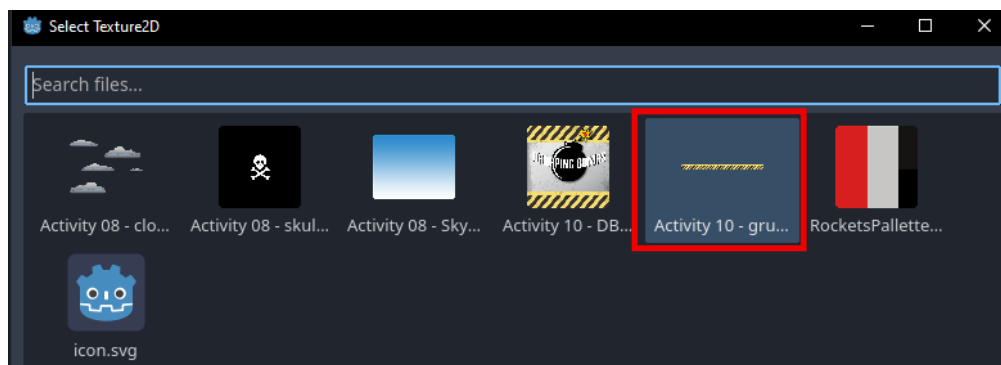 Select Texture2D
Search files...
Activity 08 - clo...
Activity 08 - skul...
Activity 08 - Sky...
Activity 10 - DB...
Activity 10 - gru...
RocketsPallette...
icon.svg